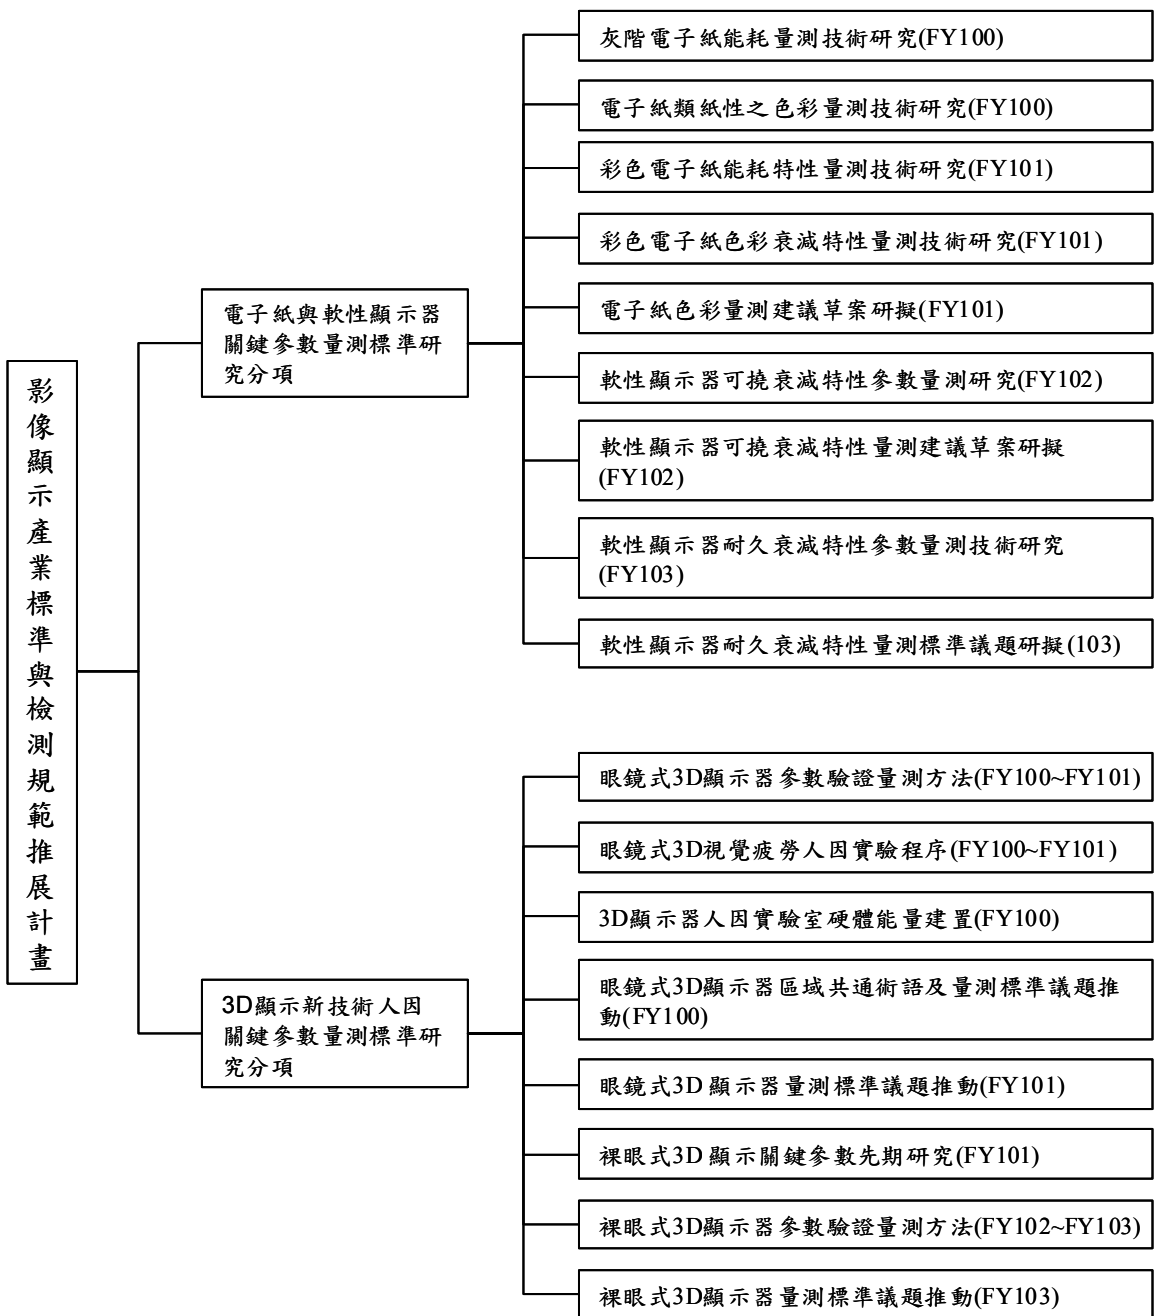 影像顯示產業標準與檢測規範推展計畫
電子紙與軟性顯示器
關鍵參數量測標準研
究分項
灰階電子紙能耗量測技術研究(FY100)
電子紙類紙性之色彩量測技術研究(FY100)
彩色電子紙能耗特性量測技術研究(FY101)
彩色電子紙色彩衰減特性量測技術研究(FY101)
電子紙色彩量測建議草案研擬(FY101)
軟性顯示器可撓衰減特性參數量測研究(FY102)
軟性顯示器可撓衰減特性量測建議草案研擬
(FY102)
軟性顯示器耐久衰減特性參數量測技術研究
(FY103)
軟性顯示器耐久衰減特性量測標準議題研擬(103)
3D顯示新技術人因
關鍵參數量測標準研
究分項
眼鏡式3D顯示器參數驗證量測方法(FY100~FY101)
眼鏡式3D視覺疲勞人因實驗程序(FY100~FY101)
3D顯示器人因實驗室硬體能量建置(FY100)
眼鏡式3D顯示器區域共通術語及量測標準議題推
動(FY100)
眼鏡式3D 顯示器量測標準議題推動(FY101)
裸眼式3D 顯示關鍵參數先期研究(FY101)
裸眼式3D顯示器參數驗證量測方法(FY102~FY103)
裸眼式3D顯示器量測標準議題推動(FY103)